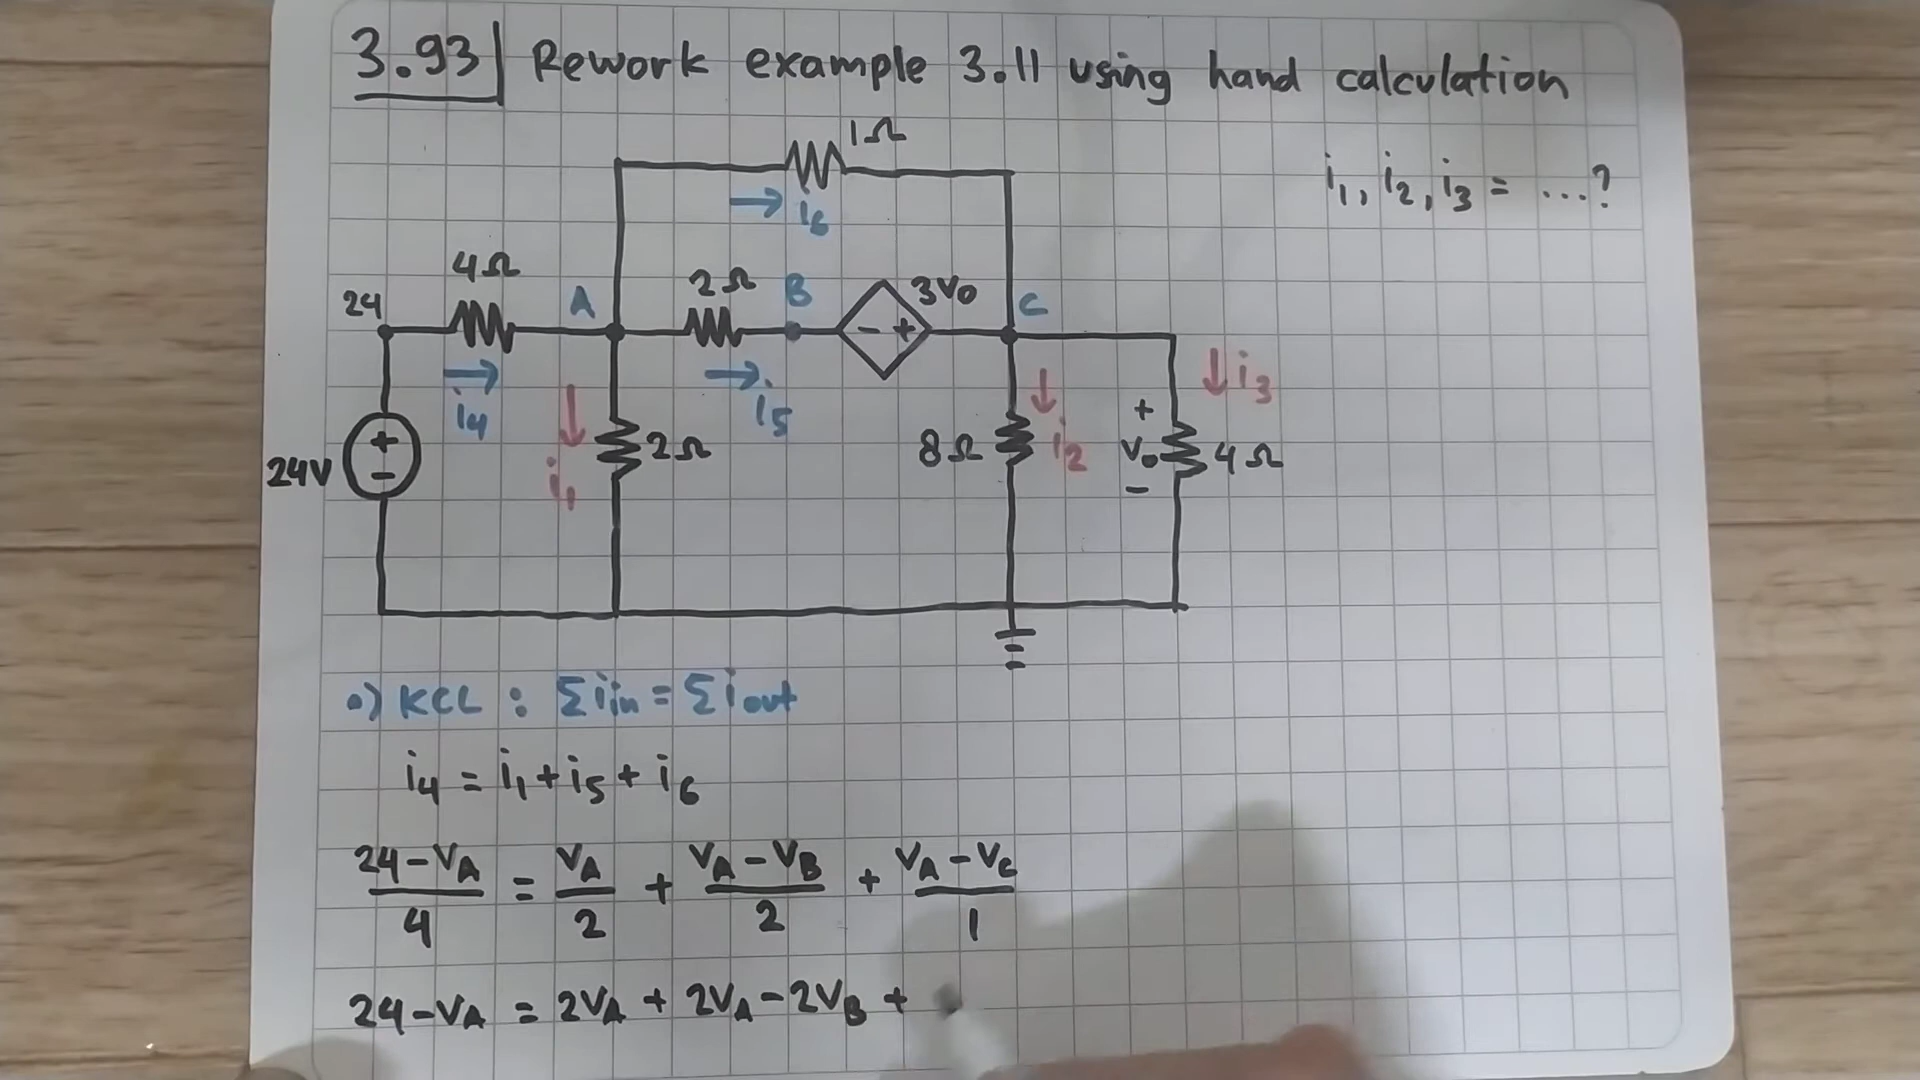 3.93 Rework example 3.11 using hand calculation
i1, i2, i3 = ...?
1Ω
i6
4Ω
24
A
2Ω
B
3V0
C
i4
i5
i1
2Ω
24V
+
-
- +
8Ω
i2
i3
+
V0
-
4Ω
•) KCL : Σiin = Σiout
i4 = i1 + i5 + i6
24-VA/4 = VA/2 + VA-VB/2 + VA-VC/1
24-VA = 2VA + 2VA-2VB +